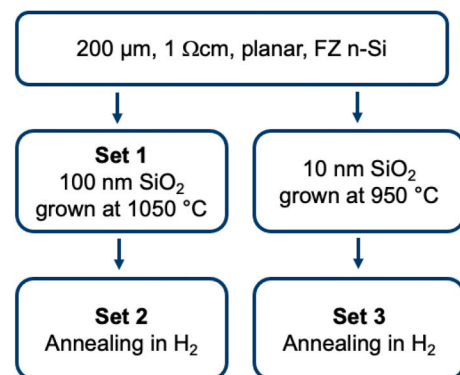 200 µm, 1 Ωcm, planar, FZ n-Si
Set 1
100 nm SiO₂
grown at 1050 °C
10 nm SiO₂
grown at 950 °C
Set 2
Annealing in H₂
Set 3
Annealing in H₂